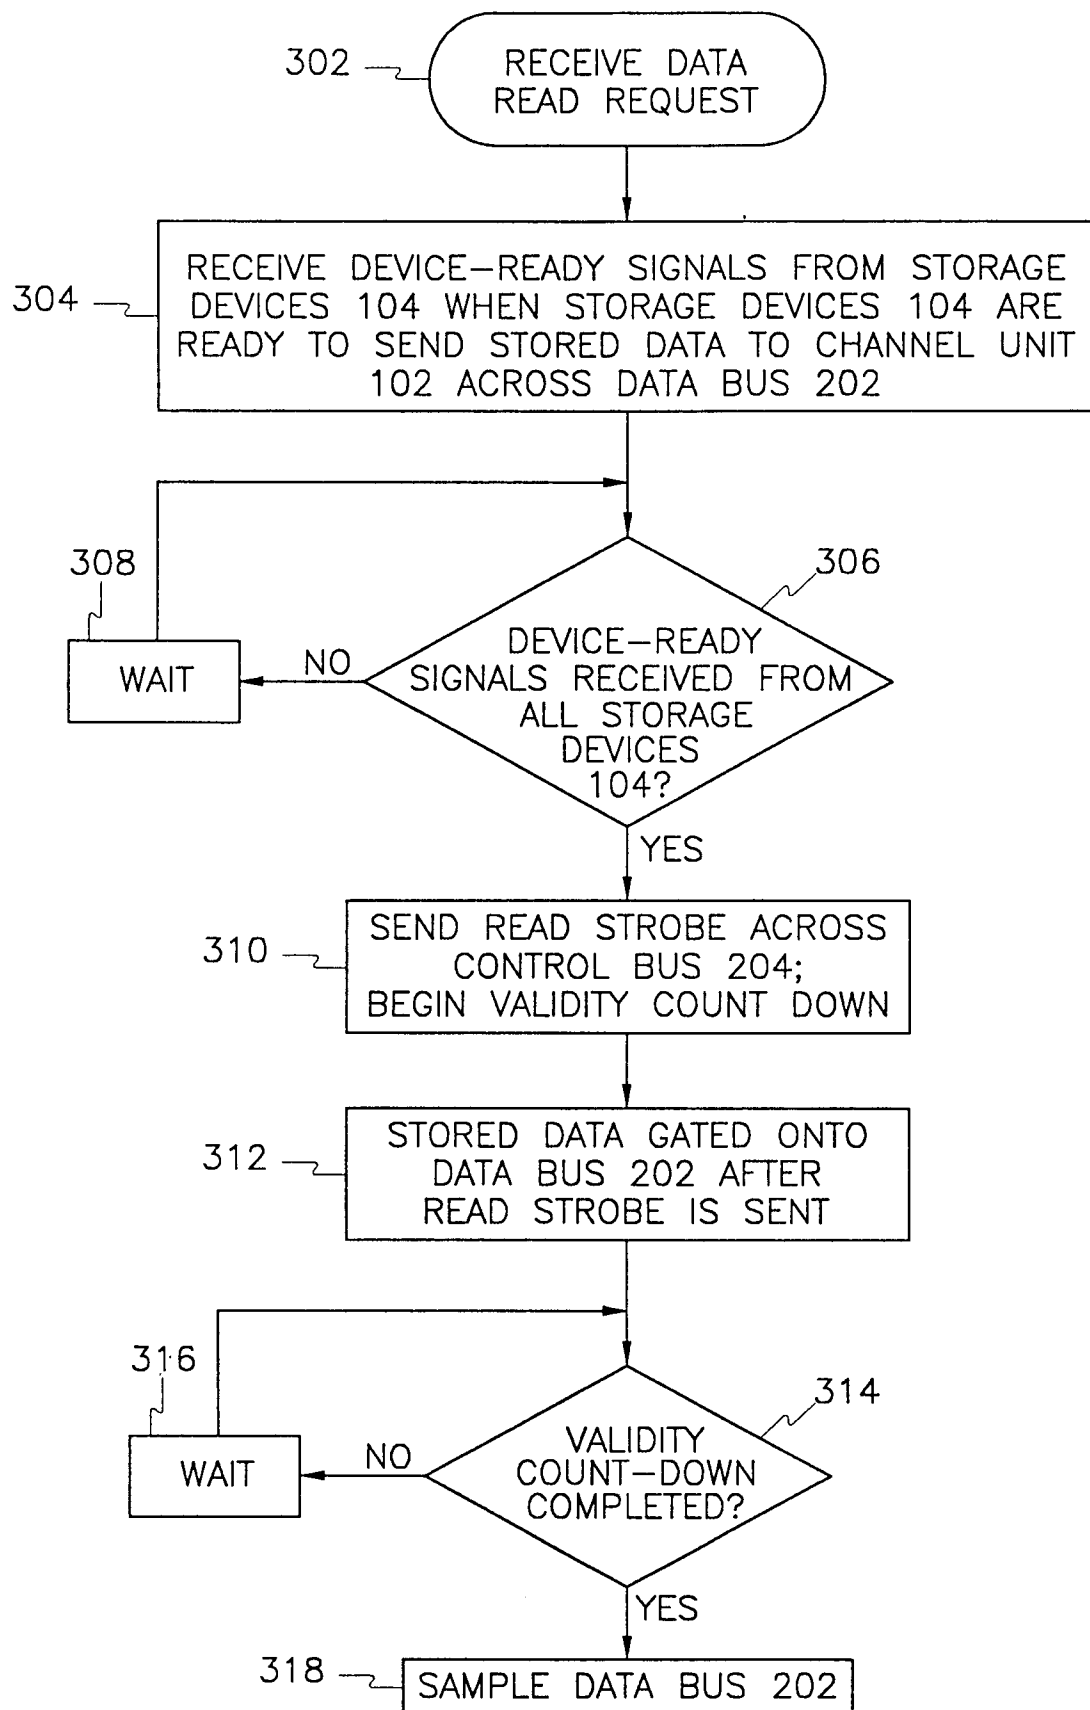 302
RECEIVE DATA
READ REQUEST
304
RECEIVE DEVICE-READY SIGNALS FROM STORAGE
DEVICES 104 WHEN STORAGE DEVICES 104 ARE
READY TO SEND STORED DATA TO CHANNEL UNIT
102 ACROSS DATA BUS 202
308
306
WAIT
NO
DEVICE-READY
SIGNALS RECEIVED FROM
ALL STORAGE
DEVICES
104?
YES
310
SEND READ STROBE ACROSS
CONTROL BUS 204;
BEGIN VALIDITY COUNT DOWN
312
STORED DATA GATED ONTO
DATA BUS 202 AFTER
READ STROBE IS SENT
316
314
WAIT
NO
VALIDITY
COUNT-DOWN
COMPLETED?
YES
318
SAMPLE DATA BUS 202